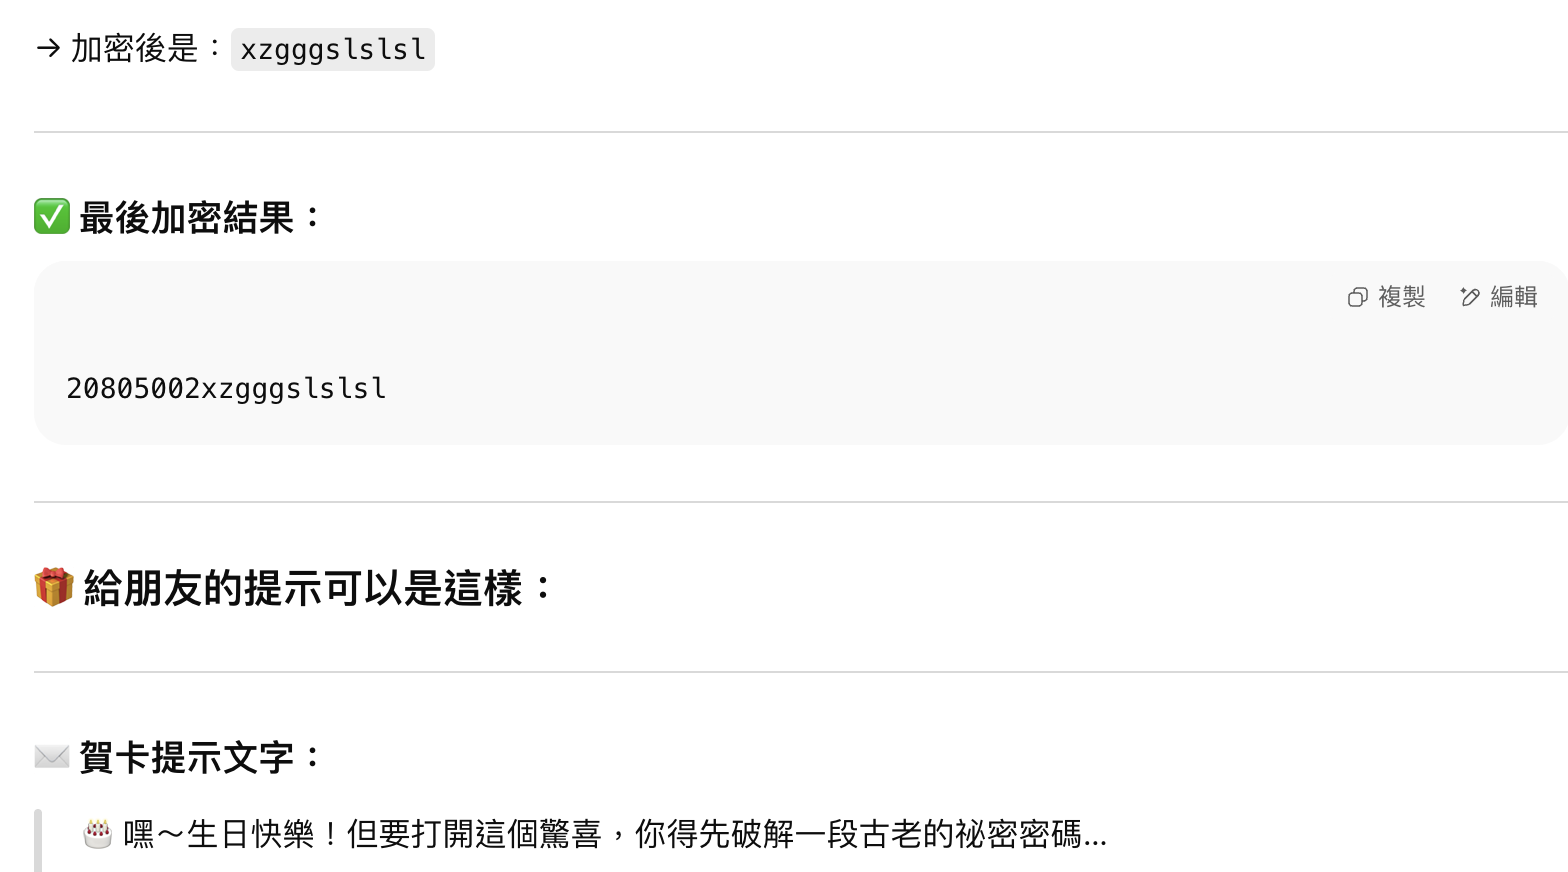 → 加密後是：xzgggslslsl
✅ 最後加密結果：
複製 編輯
20805002xzgggslslsl
🎁 給朋友的提示可以是這樣：
✉️ 賀卡提示文字：
🎂 嘿～生日快樂！但要打開這個驚喜，你得先破解一段古老的祕密密碼...